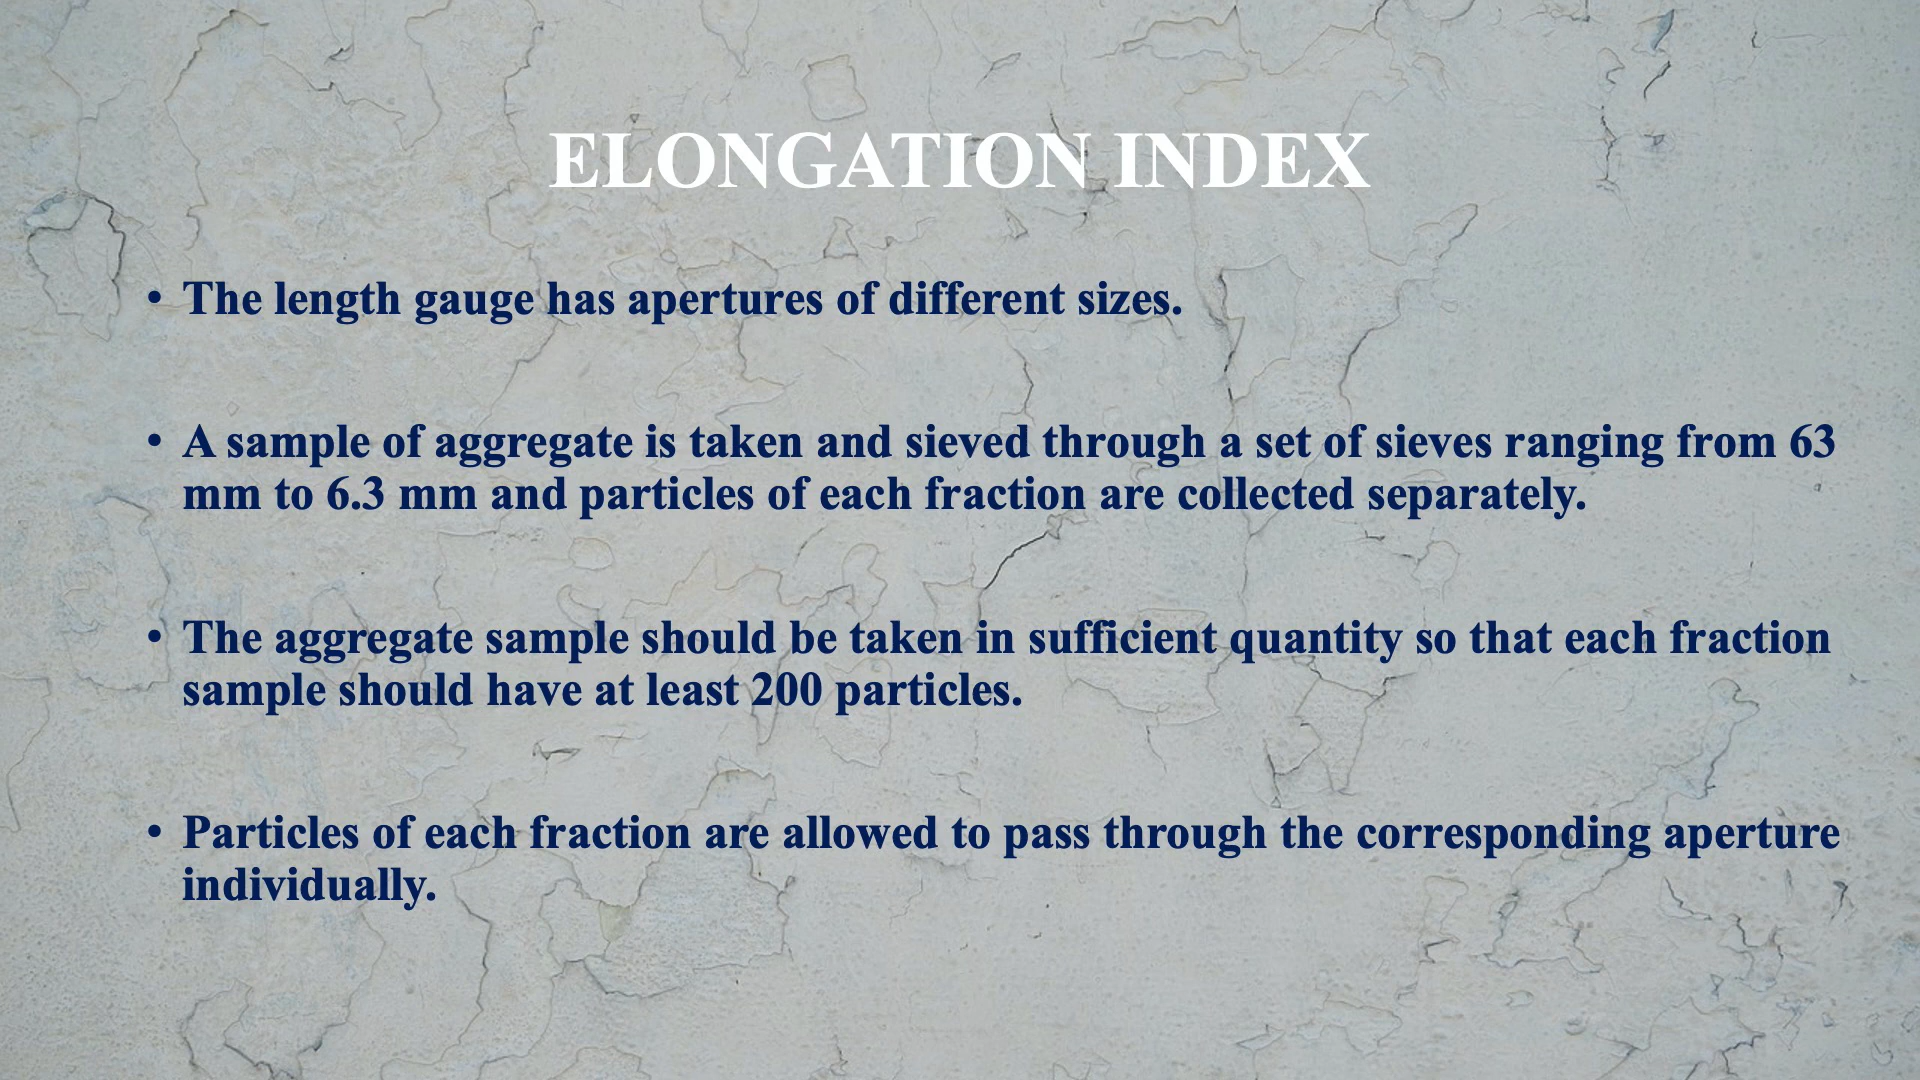 ELONGATION INDEX
• The length gauge has apertures of different sizes.
• A sample of aggregate is taken and sieved through a set of sieves ranging from 63
mm to 6.3 mm and particles of each fraction are collected separately.
• The aggregate sample should be taken in sufficient quantity so that each fraction
sample should have at least 200 particles.
• Particles of each fraction are allowed to pass through the corresponding aperture
individually.